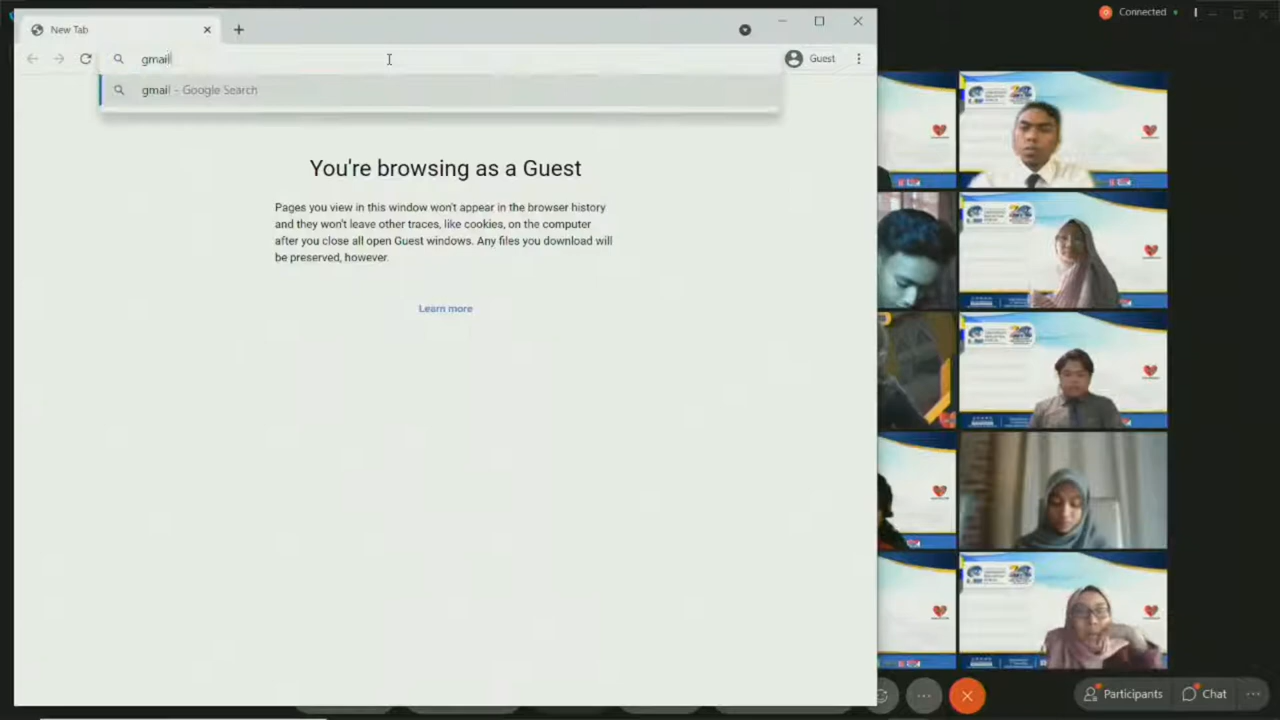 New Tab
Connected
gmail
Guest
gmail - Google Search
You're browsing as a Guest
Pages you view in this window won't appear in the browser history
and they won't leave other traces, like cookies, on the computer
after you close all open Guest windows. Any files you download will
be preserved, however.
Learn more
Participants
Chat